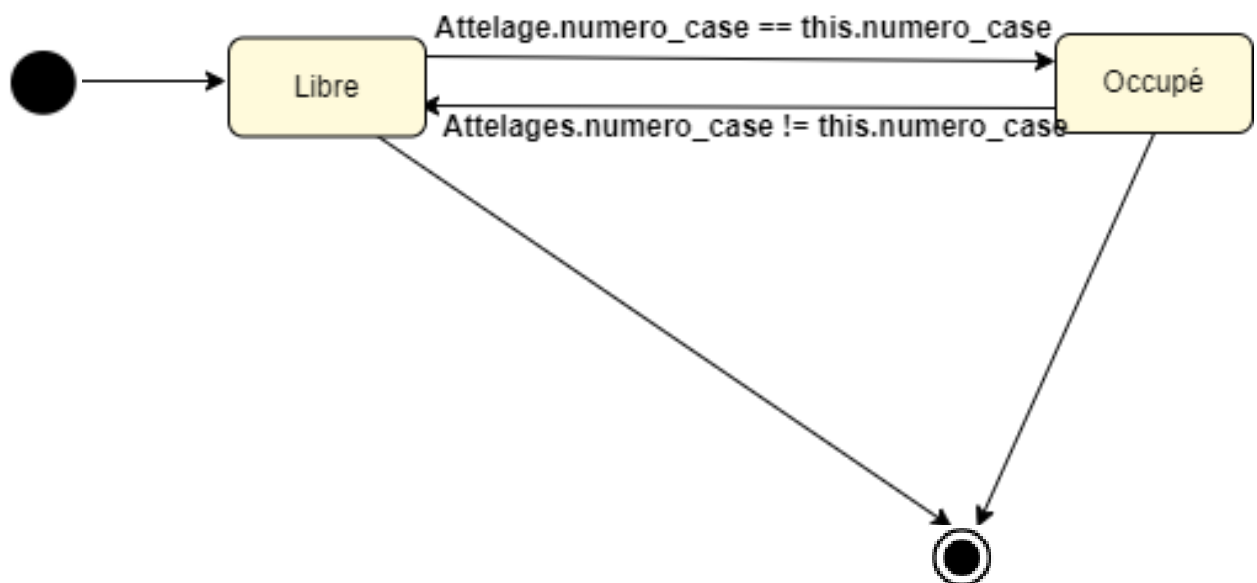 Attelage.numero_case == this.numero_case
Libre
Occupé
Attelages.numero_case != this.numero_case